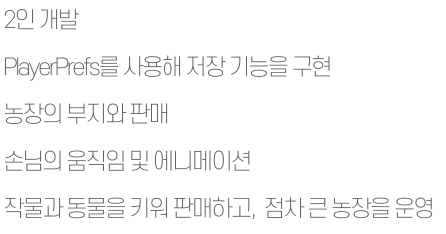 2인 개발
PlayerPrefs를 사용해 저장 기능을 구현
농장의 부지와 판매
손님의 움직임 및 에니메이션
작물과 동물을 키워 판매하고, 점차 큰 농장을 운영